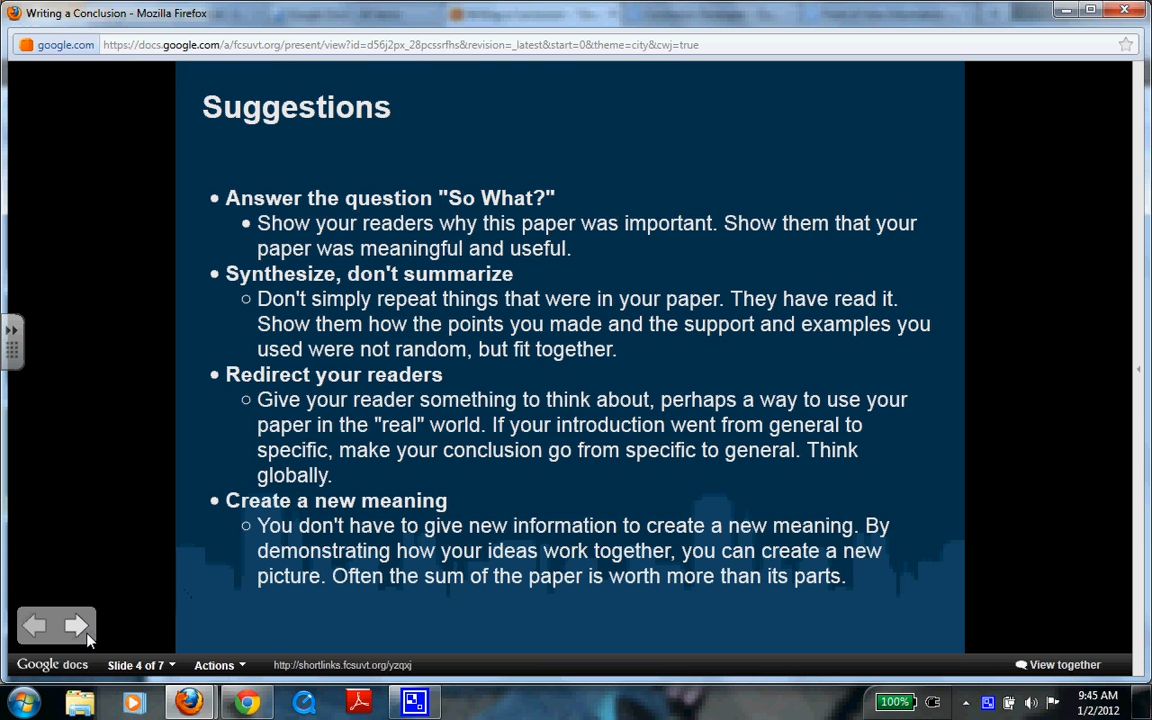 Writing a Conclusion - Mozilla Firefox
google.com https://docs.google.com/a/fcsuvt.org/present/view?id=d56j2px_28pcssrfhs&revision=_latest&start=0&theme=city&cwj=true
Suggestions
• Answer the question "So What?"
• Show your readers why this paper was important. Show them that your
paper was meaningful and useful.
• Synthesize, don't summarize
○ Don't simply repeat things that were in your paper. They have read it.
Show them how the points you made and the support and examples you
used were not random, but fit together.
• Redirect your readers
○ Give your reader something to think about, perhaps a way to use your
paper in the "real" world. If your introduction went from general to
specific, make your conclusion go from specific to general. Think
globally.
• Create a new meaning
○ You don't have to give new information to create a new meaning. By
demonstrating how your ideas work together, you can create a new
picture. Often the sum of the paper is worth more than its parts.
Google docs Slide 4 of 7 Actions http://shortlinks.fcsuvt.org/yzqxj View together
100% 9:45 AM
1/2/2012